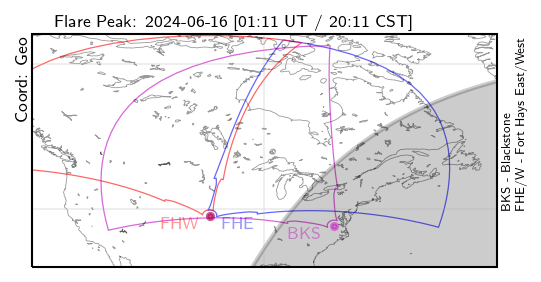 Flare Peak: 2024-06-16 [01:11 UT / 20:11 CST]
Coord: Geo
FHW
FHE
BKS
BKS - Blackstone
FHE/W - Fort Hays East/West